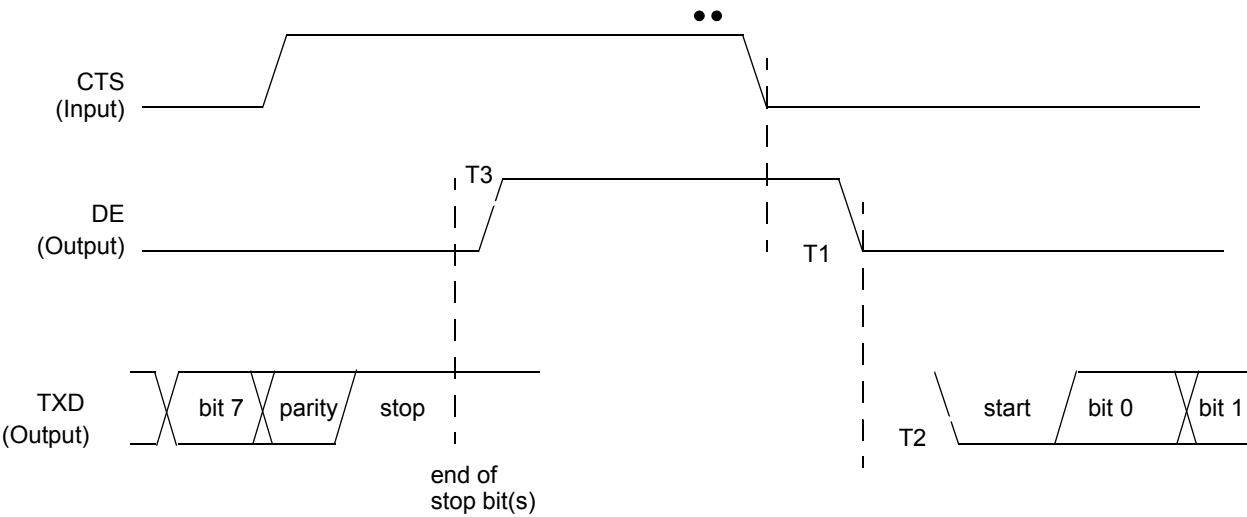 CTS
(Input)
T3
DE
(Output)
T1
TXD
(Output)
bit 7
parity
stop
T2
start
bit 0
bit 1
end of
stop bit(s)